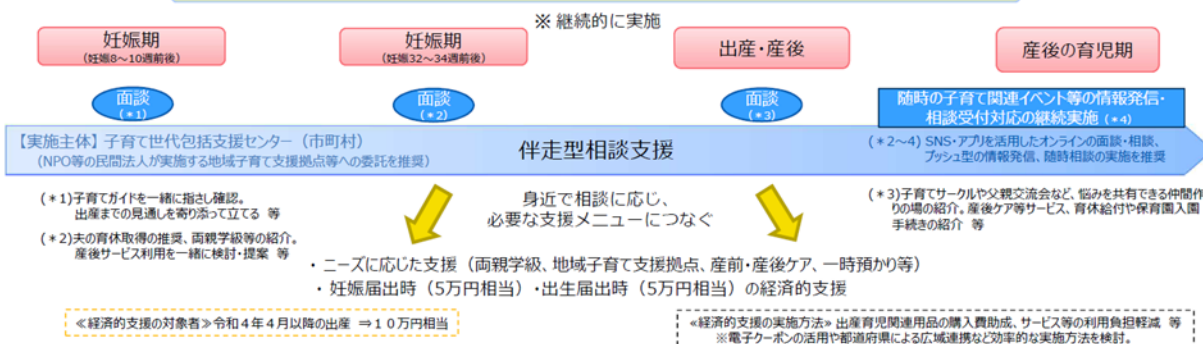 ※ 継続的に実施
妊娠期
(妊娠8～10週前後)
妊娠期
(妊娠32～34週前後)
出産・産後
産後の育児期
面談
(*1)
面談
(*2)
面談
(*3)
随時の子育て関連イベント等の情報発信・
相談受付対応の継続実施 (*4)
【実施主体】子育て世代包括支援センター(市町村)
(NPO等の民間法人が実施する地域子育て支援拠点等への委託を推奨)
伴走型相談支援
(*2～4) SNS・アプリを活用したオンラインの面談・相談、
プッシュ型の情報発信、随時相談の実施を推奨
(*1)子育てガイドを一緒に指さし確認。
出産までの見通しを寄り添って立てる 等
(*2)夫の育休取得の推奨、両親学級等の紹介。
産後サービス利用を一緒に検討・提案 等
身近で相談に応じ、
必要な支援メニューにつなぐ
(*3)子育てサークルや父親交流会など、悩みを共有できる仲間作
りの場の紹介。産後ケア等サービス、育休給付や保育園入園
手続きの紹介 等
・ニーズに応じた支援(両親学級、地域子育て支援拠点、産前・産後ケア、一時預かり等)
・妊娠届出時(5万円相当)・出生届出時(5万円相当)の経済的支援
≪経済的支援の対象者≫令和4年4月以降の出産 ⇒10万円相当
≪経済的支援の実施方法≫ 出産育児関連用品の購入費助成、サービス等の利用負担軽減 等
※電子クーポンの活用や都道府県による広域連携など効率的な実施方法を検討。